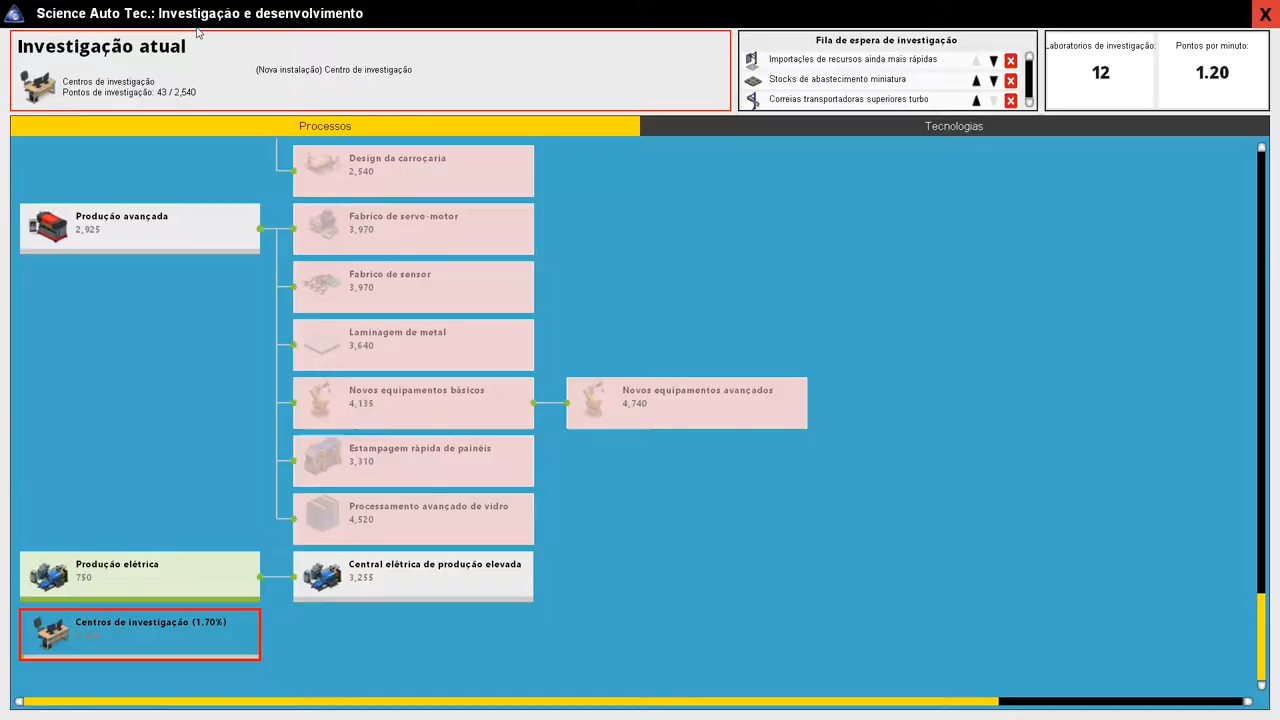 Science Auto Tec.: Investigação e desenvolvimento
X
Investigação atual
Centros de investigação
Pontos de investigação: 43 / 2,540
(Nova instalação) Centro de investigação
Fila de espera de investigação
Importações de recursos ainda mais rápidas
Stocks de abastecimento miniatura
Correias transportadoras superiores turbo
Laboratorios de investigação:
12
Pontos por minuto:
1.20
Processos
Tecnologias
Design da carroçaria
2,540
Produção avançada
2,925
Fabrico de servo-motor
3,970
Fabrico de sensor
3,970
Laminagem de metal
3,640
Novos equipamentos básicos
4,135
Novos equipamentos avançados
4,740
Estampagem rápida de painéis
3,310
Processamento avançado de vidro
4,520
Produção elétrica
750
Central elétrica de produção elevada
3,255
Centros de investigação (1.70%)